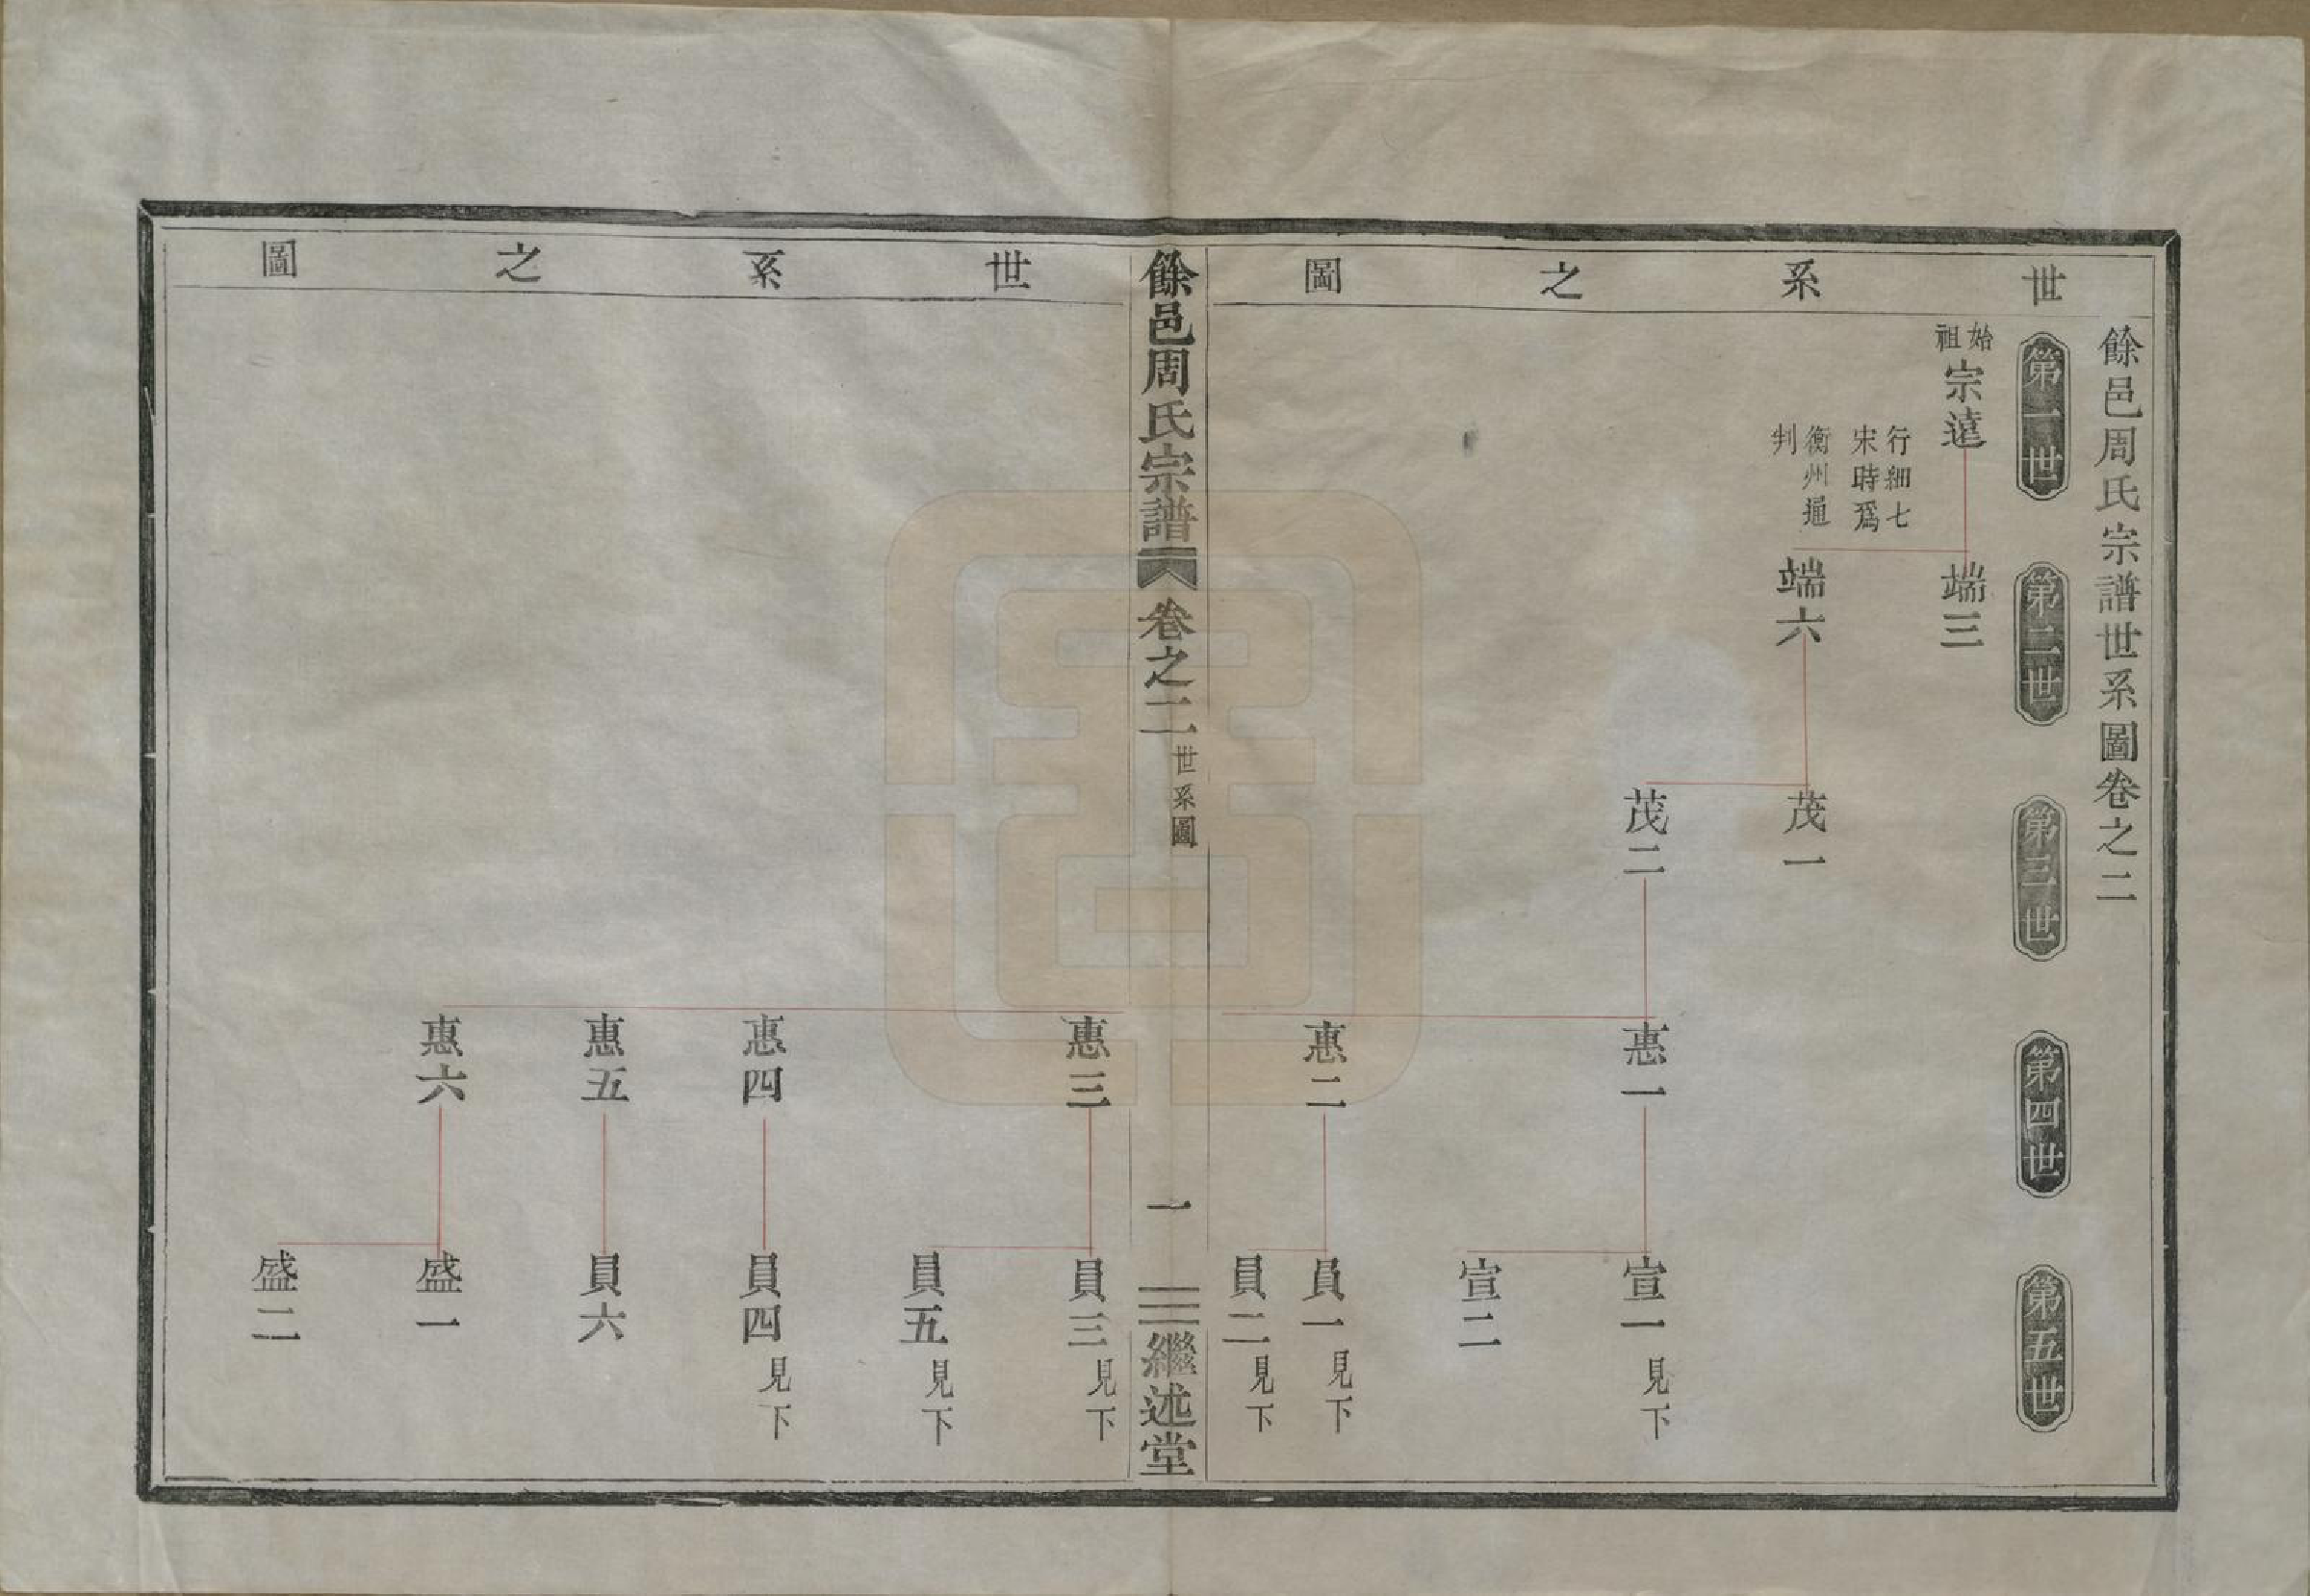 餘邑周氏宗譜世系圖卷之二
世系之圖
第一世
第二世
第三世
第四世
第五世
始祖
宗遠
行細七
宋時爲
衡州通
判
端三
端六
茂一
茂二
惠一
宣一
見下
宣二
惠二
員一
見下
員二
見下
餘邑周氏宗譜
卷之二
世系圖
一
繼述堂
世系之圖
惠三
員三
見下
員五
見下
惠四
員四
見下
惠五
員六
惠六
盛一
盛二